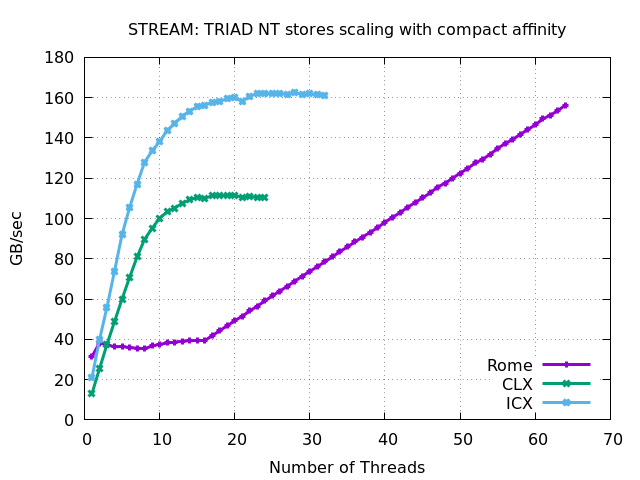 STREAM: TRIAD NT stores scaling with compact affinity
180
160
140
120
100
80
60
40
20
0
GB/sec
Rome
CLX
ICX
0 10 20 30 40 50 60 70
Number of Threads